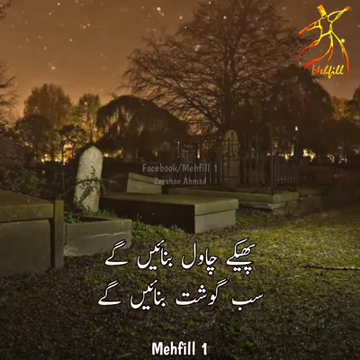 Mehfill
Facebook/Mehfill 1
Zeeshan Ahmad
پھیکے چاول بنائیں گے
سب گوشت بنائیں گے
Mehfill 1